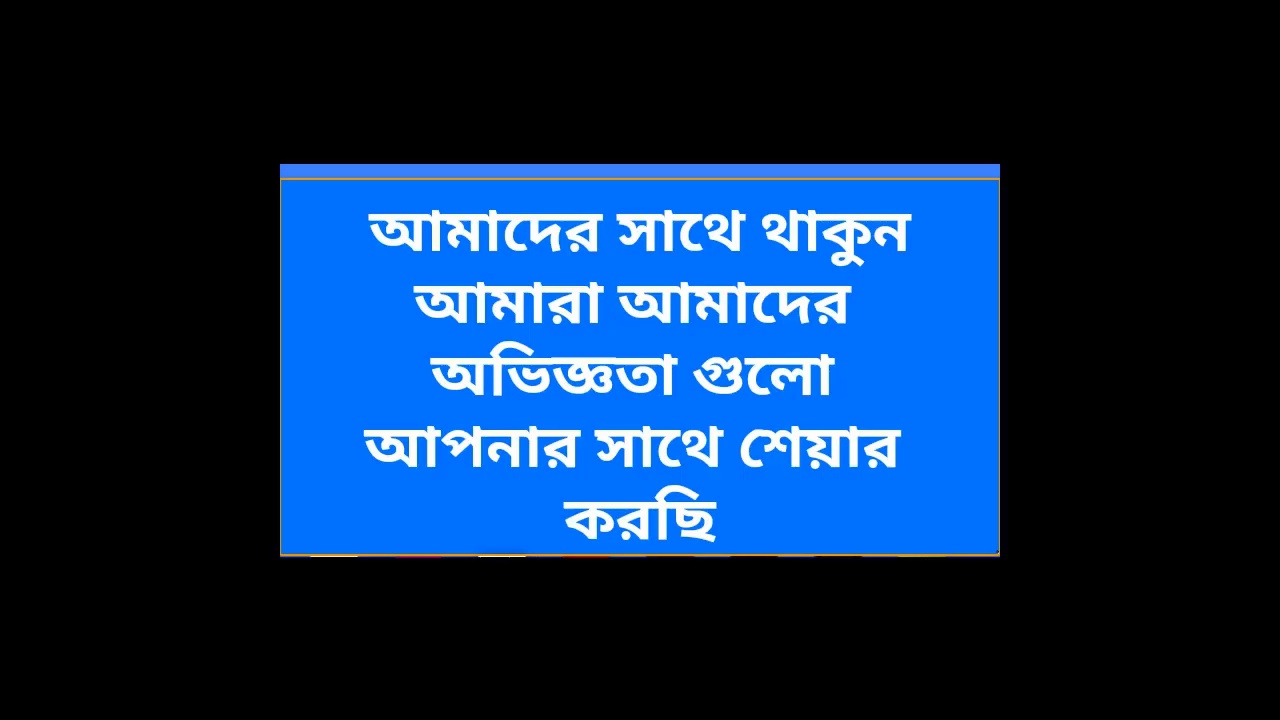 আমাদের সাথে থাকুন
আমারা আমাদের
অভিজ্ঞতা গুলো
আপনার সাথে শেয়ার
করছি